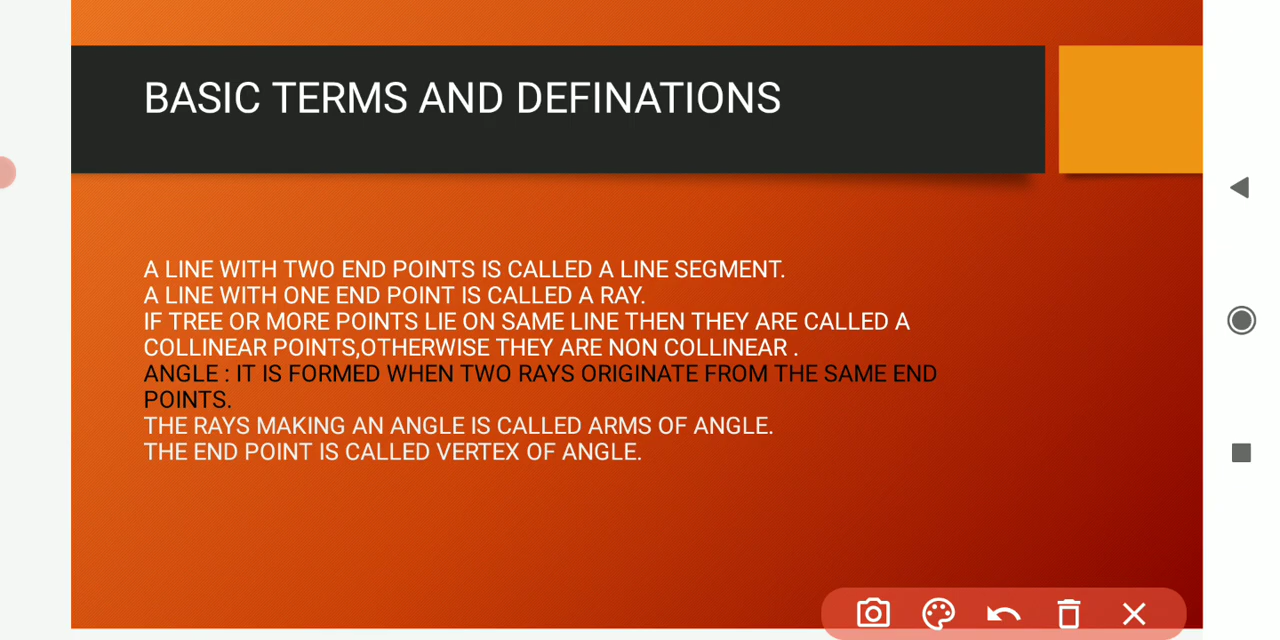 BASIC TERMS AND DEFINATIONS
A LINE WITH TWO END POINTS IS CALLED A LINE SEGMENT.
A LINE WITH ONE END POINT IS CALLED A RAY.
IF TREE OR MORE POINTS LIE ON SAME LINE THEN THEY ARE CALLED A
COLLINEAR POINTS,OTHERWISE THEY ARE NON COLLINEAR .
ANGLE : IT IS FORMED WHEN TWO RAYS ORIGINATE FROM THE SAME END
POINTS.
THE RAYS MAKING AN ANGLE IS CALLED ARMS OF ANGLE.
THE END POINT IS CALLED VERTEX OF ANGLE.